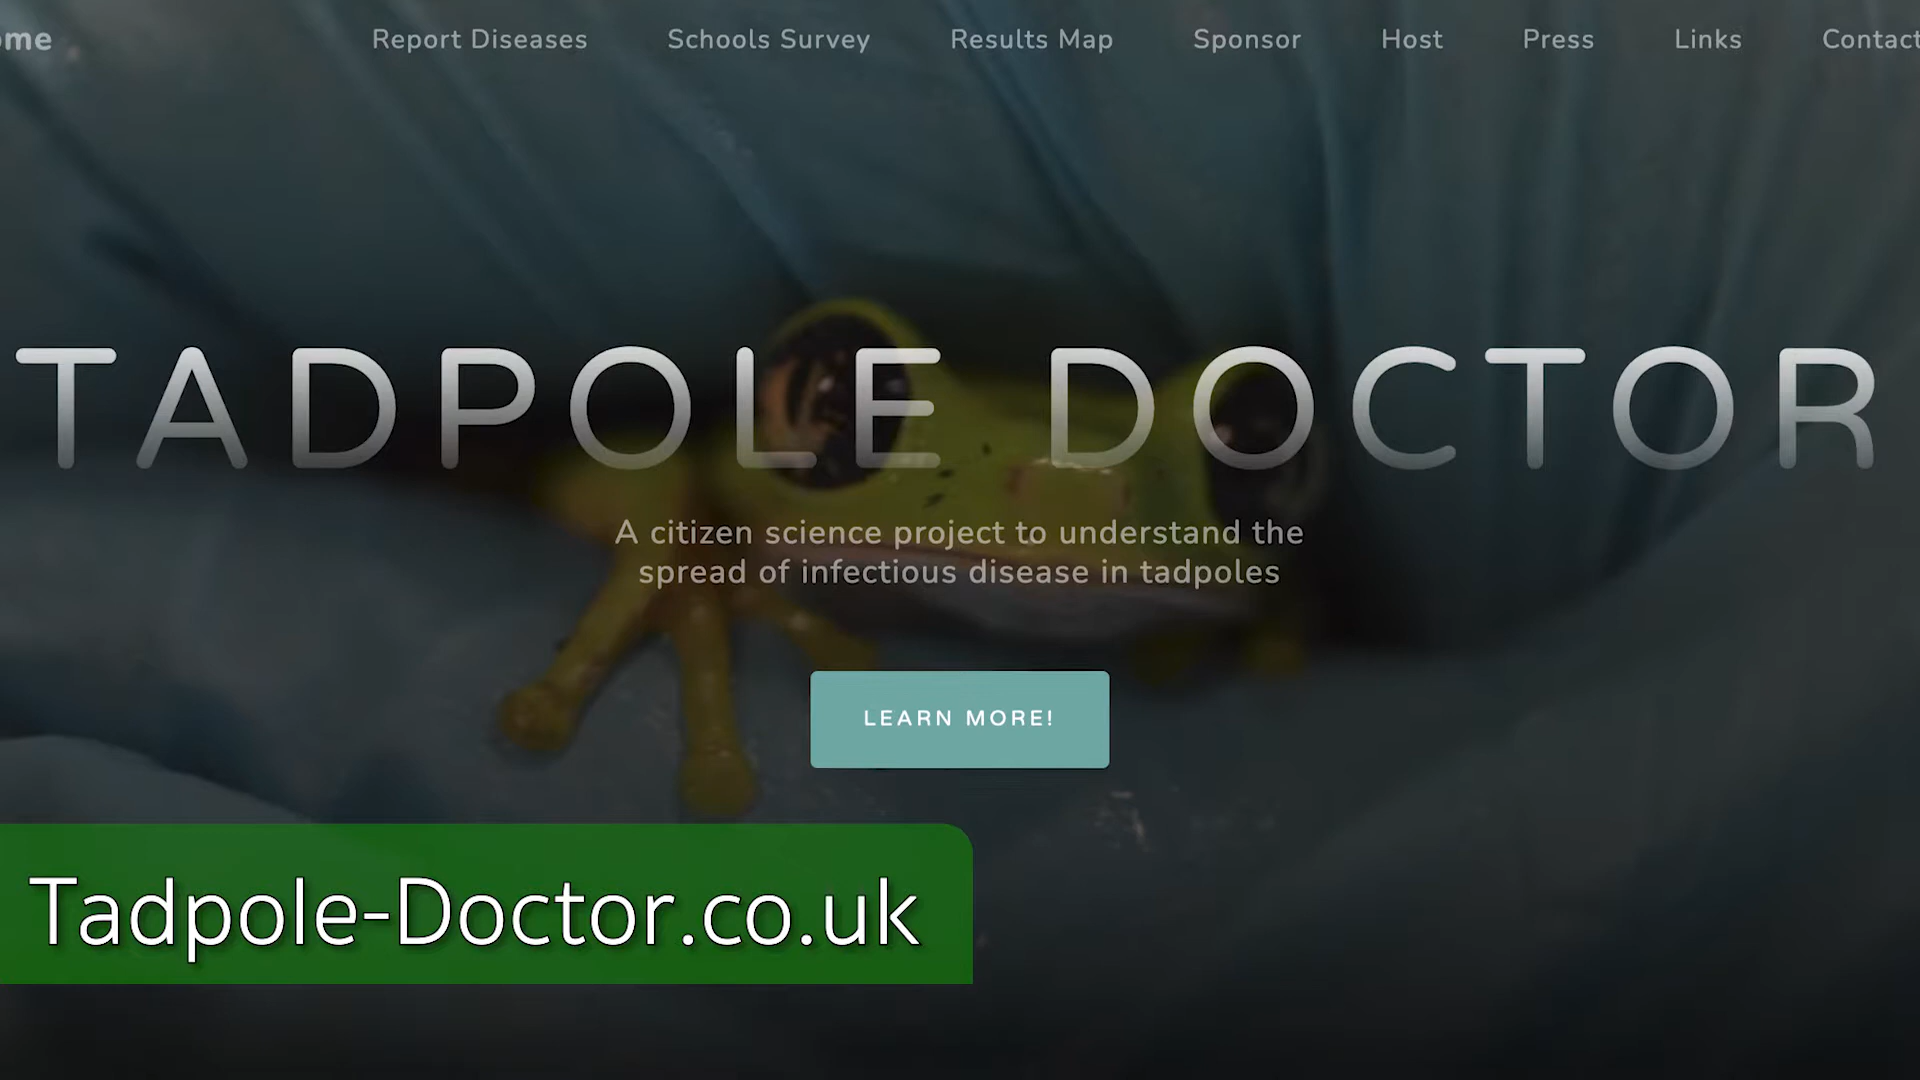 ome
Report Diseases
Schools Survey
Results Map
Sponsor
Host
Press
Links
Contact
TADPOLE DOCTOR
A citizen science project to understand the
spread of infectious disease in tadpoles
LEARN MORE!
Tadpole-Doctor.co.uk